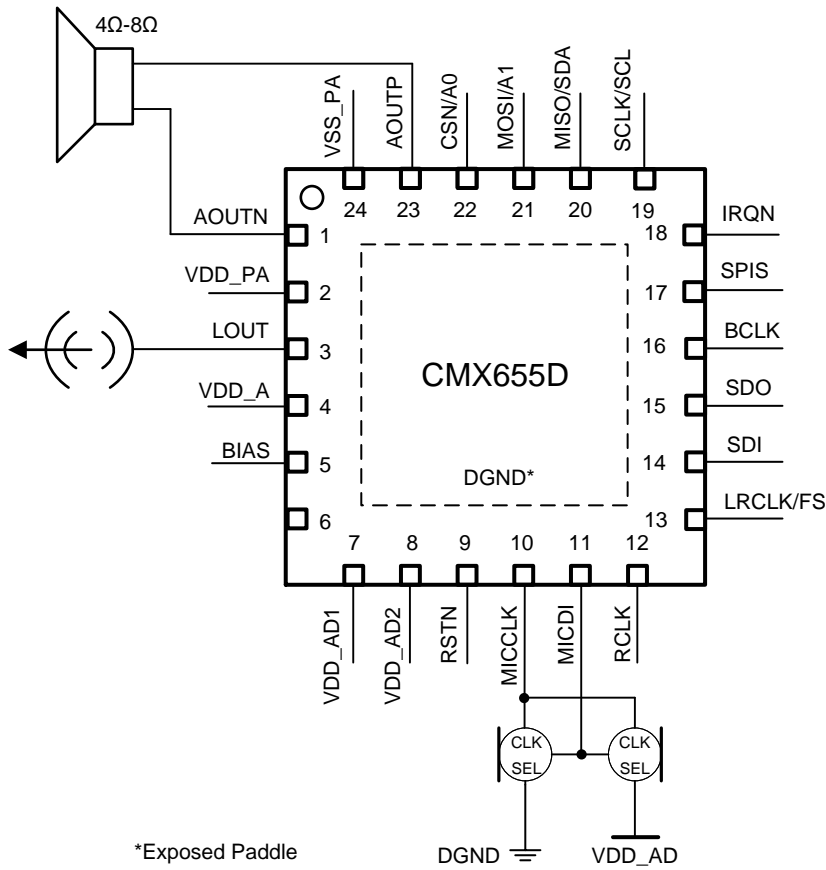 4Ω-8Ω
VSS_PA
AOUTP
CSN/A0
MOSI/A1
MISO/SDA
SCLK/SCL
24
23
22
21
20
19
AOUTN
1
18
IRQN
VDD_PA
2
17
SPIS
LOUT
3
16
BCLK
CMX655D
VDD_A
4
15
SDO
BIAS
5
14
SDI
DGND*
6
13
LRCLK/FS
7
8
9
10
11
12
VDD_AD1
VDD_AD2
RSTN
MICCLK
MICDI
RCLK
CLK
SEL
CLK
SEL
*Exposed Paddle
DGND
VDD_AD